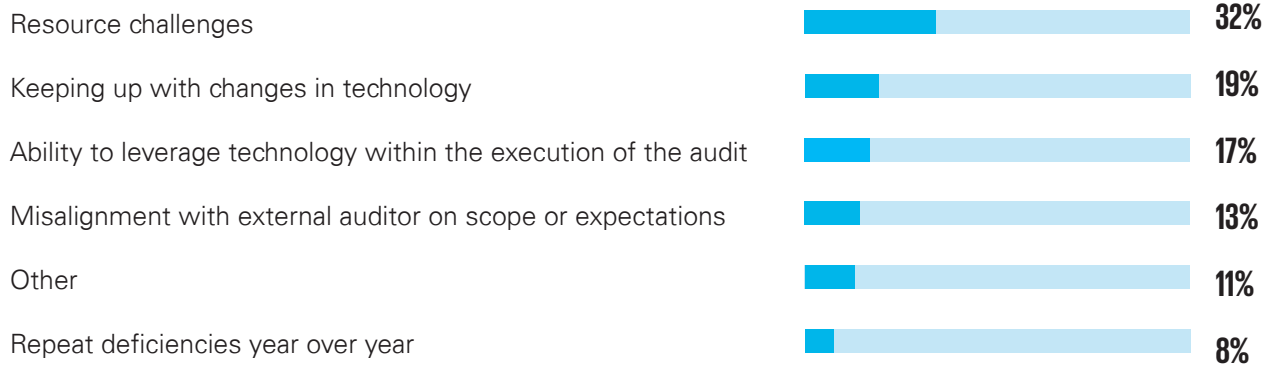 Resource challenges 32%
Keeping up with changes in technology 19%
Ability to leverage technology within the execution of the audit 17%
Misalignment with external auditor on scope or expectations 13%
Other 11%
Repeat deficiencies year over year 8%